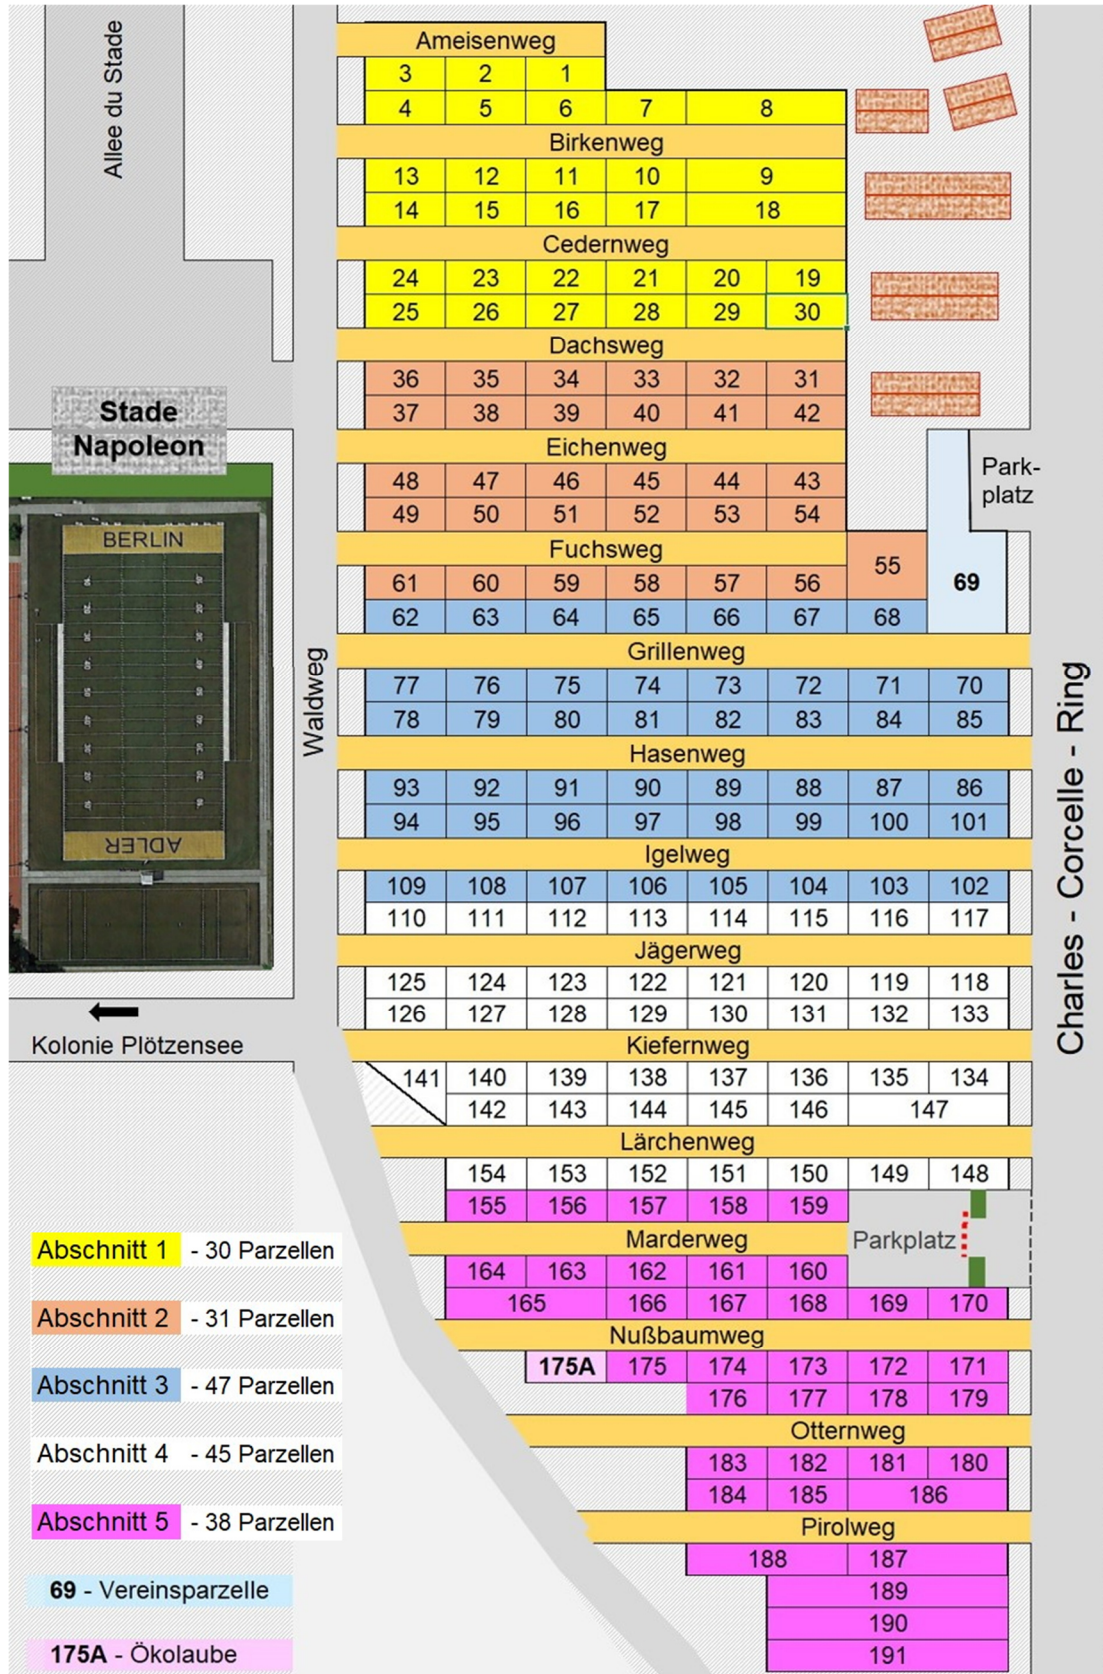 Allee du Stade
Ameisenweg
3 2 1
4 5 6 7 8
Birkenweg
13 12 11 10 9
14 15 16 17 18
Cedernweg
24 23 22 21 20 19
25 26 27 28 29 30
Dachsweg
36 35 34 33 32 31
37 38 39 40 41 42
Stade
Napoleon
Eichenweg
48 47 46 45 44 43
49 50 51 52 53 54
Park-
platz
Fuchsweg
55
69
61 60 59 58 57 56
62 63 64 65 66 67 68
BERLIN
ADLER
Waldweg
Grillenweg
77 76 75 74 73 72 71 70
78 79 80 81 82 83 84 85
Hasenweg
93 92 91 90 89 88 87 86
94 95 96 97 98 99 100 101
Igelweg
109 108 107 106 105 104 103 102
110 111 112 113 114 115 116 117
Jägerweg
125 124 123 122 121 120 119 118
126 127 128 129 130 131 132 133
Charles - Corcelle - Ring
Kolonie Plötzensee
Kiefernweg
141 140 139 138 137 136 135 134
142 143 144 145 146 147
Lärchenweg
154 153 152 151 150 149 148
155 156 157 158 159
Marderweg
Parkplatz
164 163 162 161 160
165 166 167 168 169 170
Nußbaumweg
175A 175 174 173 172 171
176 177 178 179
Otternweg
183 182 181 180
184 185 186
Pirolweg
188 187
189
190
191
Abschnitt 1 - 30 Parzellen
Abschnitt 2 - 31 Parzellen
Abschnitt 3 - 47 Parzellen
Abschnitt 4 - 45 Parzellen
Abschnitt 5 - 38 Parzellen
69 - Vereinsparzelle
175A - Ökolaube